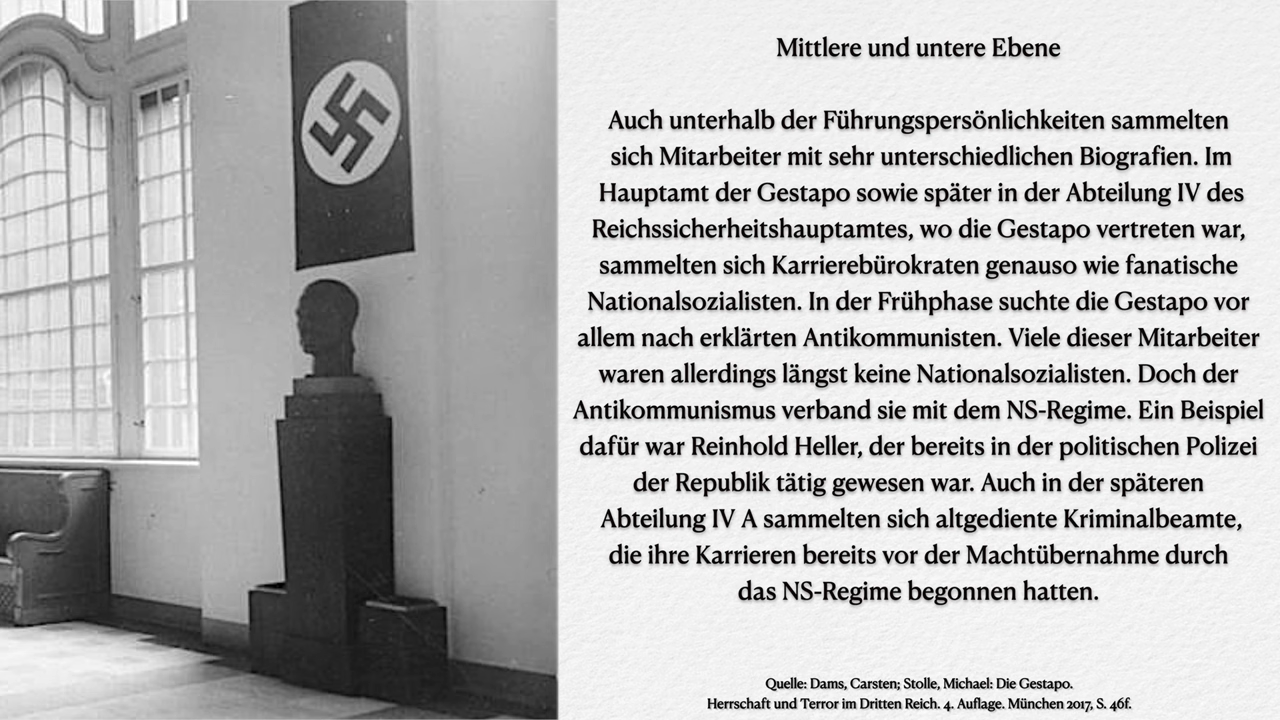 Mittlere und untere Ebene
Auch unterhalb der Führungspersönlichkeiten sammelten
sich Mitarbeiter mit sehr unterschiedlichen Biografien. Im
Hauptamt der Gestapo sowie später in der Abteilung IV des
Reichssicherheitshauptamtes, wo die Gestapo vertreten war,
sammelten sich Karrierebürokraten genauso wie fanatische
Nationalsozialisten. In der Frühphase suchte die Gestapo vor
allem nach erklärten Antikommunisten. Viele dieser Mitarbeiter
waren allerdings längst keine Nationalsozialisten. Doch der
Antikommunismus verband sie mit dem NS-Regime. Ein Beispiel
dafür war Reinhold Heller, der bereits in der politischen Polizei
der Republik tätig gewesen war. Auch in der späteren
Abteilung IV A sammelten sich altgediente Kriminalbeamte,
die ihre Karrieren bereits vor der Machtübernahme durch
das NS-Regime begonnen hatten.
Quelle: Dams, Carsten; Stolle, Michael: Die Gestapo.
Herrschaft und Terror im Dritten Reich. 4. Auflage. München 2017, S. 46f.